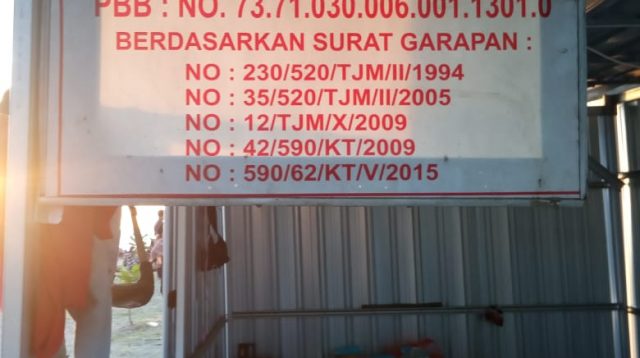 PBB : NO. 73.71.030.006.001.1301.0
BERDASARKAN SURAT GARAPAN :
NO : 230/520/TJM/II/1994
NO : 35/520/TJM/II/2005
NO : 12/TJM/X/2009
NO : 42/590/KT/2009
NO : 590/62/KT/V/2015